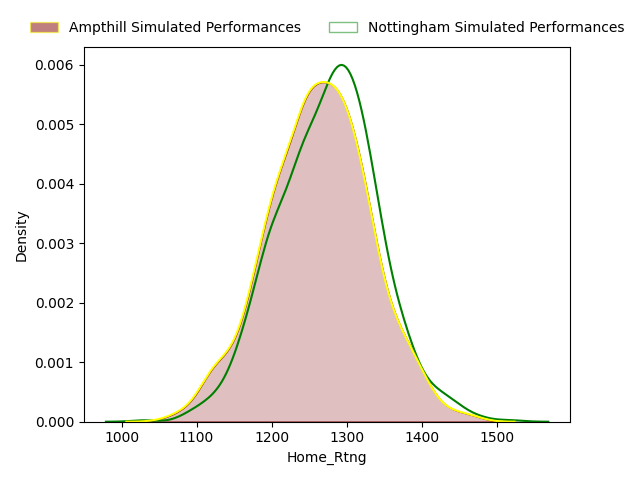 Ampthill Simulated Performances
Nottingham Simulated Performances
0.006
0.005
0.004
0.003
0.002
0.001
0.000
Density
1000 1100 1200 1300 1400 1500
Home_Rtng